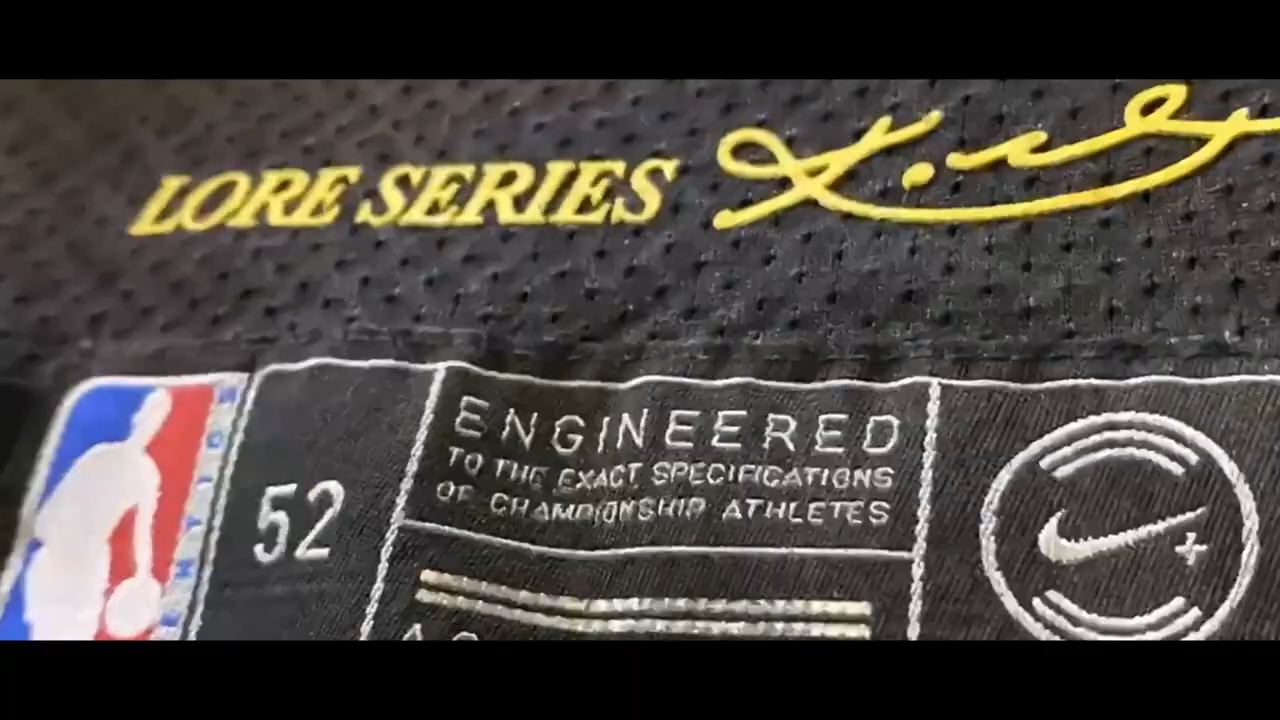 LORE SERIES
52
ENGINEERED
TO THE EXACT SPECIFICATIONS
OF CHAMPIONSHIP ATHLETES